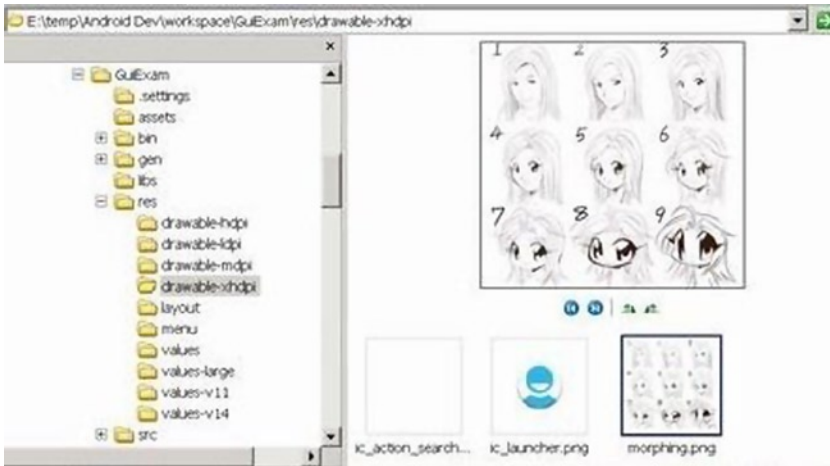 E:\temp\Android Dev\workspace\GuiExam\res\drawable-xhdpi
GuiExam
.settings
assets
bin
gen
libs
res
drawable-hdpi
drawable-ldpi
drawable-mdpi
drawable-xhdpi
layout
menu
values
values-large
values-v11
values-v14
src
1 2 3
4 5 6
7 8 9
ic_action_search... ic_launcher.png morphing.png